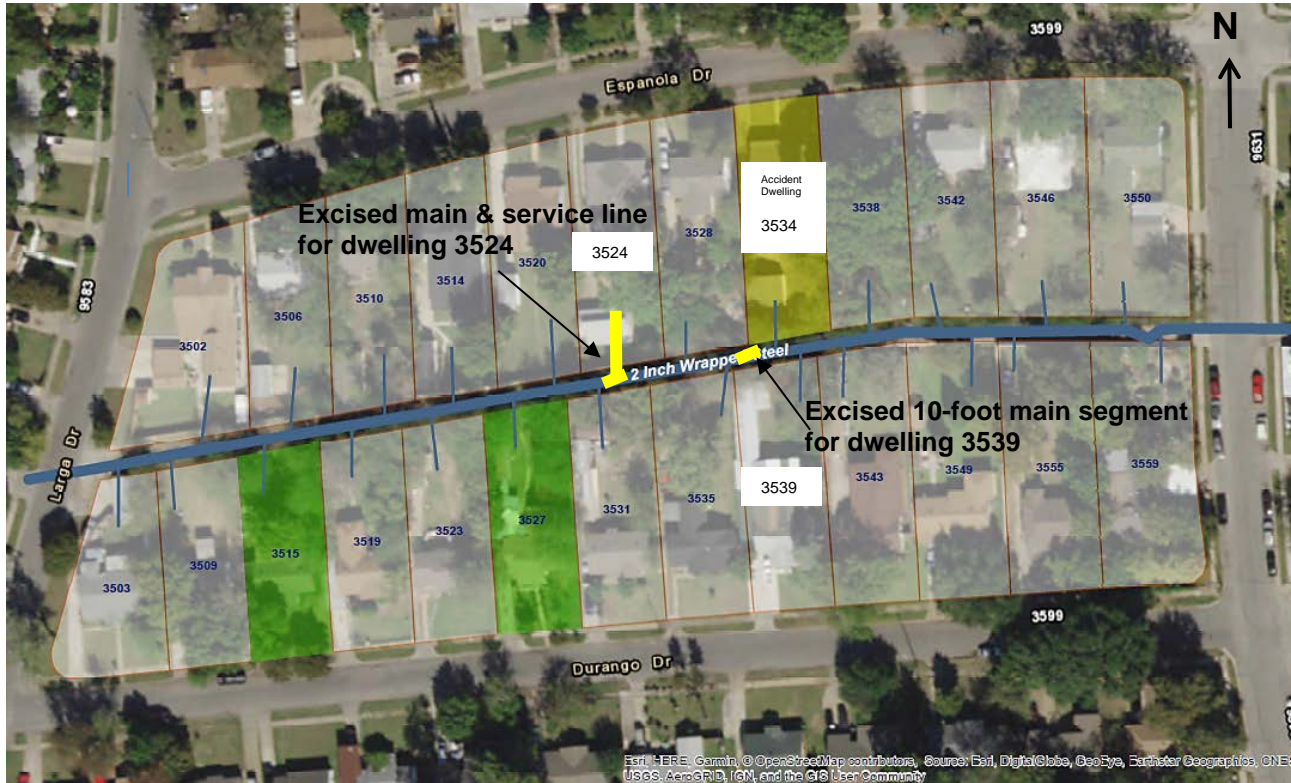 3599
N
Espanola Dr
9631
Accident
Dwelling
3534
3538
3542
3546
3550
Excised main & service line
for dwelling 3524
3524
3528
3520
3514
3510
3506
3502
9583
2 Inch Wrapped Steel
Excised 10-foot main segment
for dwelling 3539
Larga Dr
3503
3509
3515
3519
3523
3527
3531
3535
3539
3543
3549
3555
3559
3599
Durango Dr
Esri, HERE, Garmin, © OpenStreetMap contributors, Source: Esri, DigitalGlobe, GeoEye, Earthstar Geographics, CNES
USGS, AeroGRID, IGN, and the GIS User Community